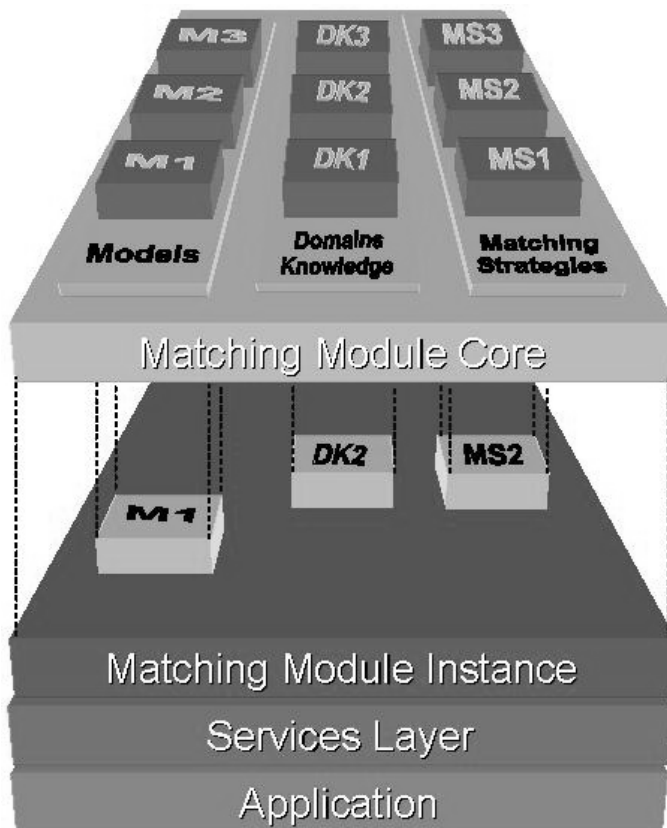 M3 DK3 MS3
M2 DK2 MS2
M1 DK1 MS1
Models
Domains
Knowledge
Matching
Strategies
Matching Module Core
DK2 MS2
M1
Matching Module Instance
Services Layer
Application